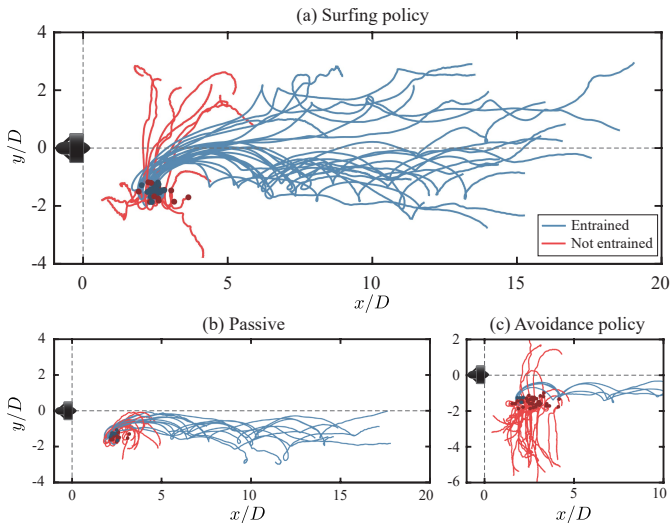 (a) Surfing policy
4
2
0
-2
-4
y/D
0
5
10
15
20
x/D
Entrained
Not entrained
(b) Passive
4
2
0
-2
-4
y/D
0
5
10
15
20
x/D
(c) Avoidance policy
2
0
-2
-4
-6
0
5
10
x/D